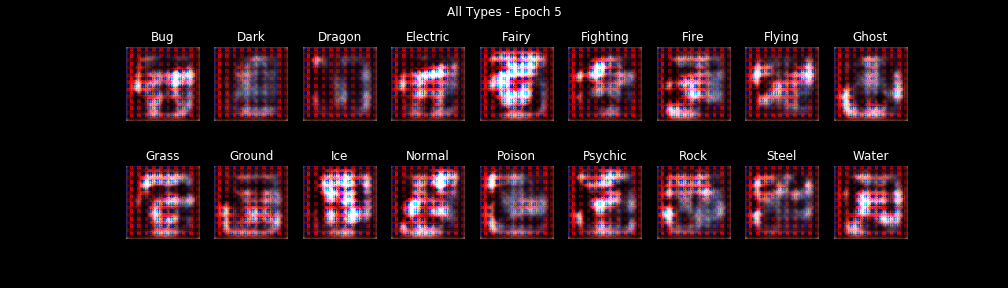 All Types - Epoch 5
Bug Dark Dragon Electric Fairy Fighting Fire Flying Ghost
Grass Ground Ice Normal Poison Psychic Rock Steel Water